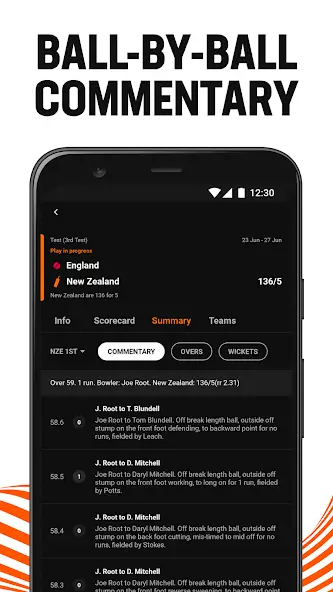 BALL-BY-BALL
COMMENTARY
12:30
Test (3rd Test)
23 Jun - 27 Jun
Play in progress
England
New Zealand
136/5
New Zealand are 136 for 5
Info
Scorecard
Summary
Teams
NZE 1ST
COMMENTARY
OVERS
WICKETS
Over 59. 1 run. Bowler: Joe Root. New Zealand: 136/5(rr 2.31)
J. Root to T. Blundell
58.6
0
Joe Root to Tom Blundell. Off break length ball, outside off
stump on the front foot defending, to backward point for no
runs, fielded by Leach.
J. Root to D. Mitchell
58.5
1
Joe Root to Daryl Mitchell. Off break length ball, outside off
stump on the front foot working, to long on for 1 run, fielded
by Potts.
J. Root to D. Mitchell
58.4
0
Joe Root to Daryl Mitchell. Off break length ball, outside off
stump on the back foot cutting, mis-timed to mid off for no
runs, fielded by Stokes.
J. Root to D. Mitchell
58.3
0
Joe Root to Daryl Mitchell. Off break length ball, outside off
stump on the front foot reverse sweeping, to backward point